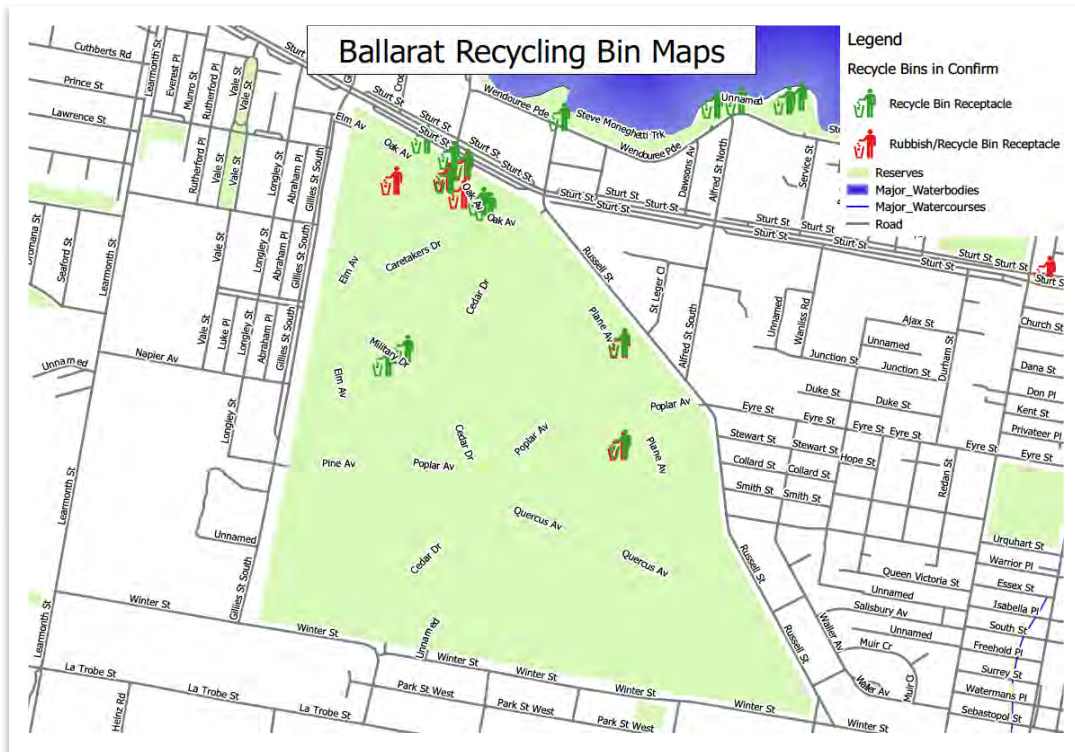 Ballarat Recycling Bin Maps
Legend
Recycle Bins in Confirm
Recycle Bin Receptacle
Rubbish/Recycle Bin Receptacle
Reserves
Major_Waterbodies
Major_Watercourses
Road
Cuthberts Rd
Prince St
Lawrence St
Learmonth St
Everest Pl
Munro St
Rutherford Pl
Vale St
Vale St
Sturt St
Rutherford Pl
Vale St
Vale St
Longley St
Abraham Pl
Gillies St South
Elm Av
Oak Av
Sturt St
Sturt St
Sturt St
Sturt St
Sturt St
Oak Av
Oak Av
Wendouree Pde
Steve Moneghetti Trk
Wendouree Pde
Unnamed
Dawsons Av
Alfred St North
Service St
Sturt St
Sturt St
Sturt St
Sturt St
Sturt St
Sturt St
Sturt St
Sturt St
Sturt St
Seaford St
Learmonth St
Vale St
Longley St
Abraham Pl
Gillies St South
Elm Av
Caretakers Dr
Cedar Dr
Russell St
St Leger Cl
Alfred St South
Plane Av
Unnamed
Wanliss Rd
Ajax St
Unnamed
Junction St
Junction St
Durham St
Church St
Dana St
Don Pl
Kent St
Privateer Pl
Eyre St
Vale St
Luke Pl
Longley St
Abraham Pl
Gillies St South
Napier Av
Unnamed
Military Dr
Elm Av
Longley St
Pine Av
Poplar Av
Cedar Dr
Poplar Av
Poplar Av
Plane Av
Duke St
Duke St
Eyre St
Eyre St
Eyre St
Stewart St
Stewart St
Hope St
Collard St
Collard St
Smith St
Smith St
Redan St
Learmonth St
Unnamed
Gillies St South
Quercus Av
Quercus Av
Cedar Dr
Unnamed
Russell St
Russell St
Urquhart St
Warrior Pl
Queen Victoria St
Essex St
Unnamed
Isabella Pl
Salisbury Av
South St
Unnamed
Freehold Pl
Waller Av
Muir Cr
Surrey St
Waller Av
Muir Cr
Watermans Pl
Sebastopol St
Learmonth St
Winter St
Winter St
Winter St
Winter St
Winter St
Winter St
La Trobe St
La Trobe St
La Trobe St
Heinz Rd
Park St West
Park St West
Park St West